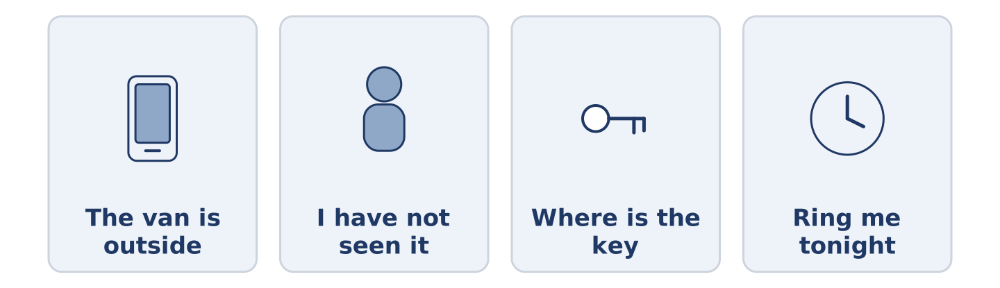 The van is
outside
I have not
seen it
Where is the
key
Ring me
tonight